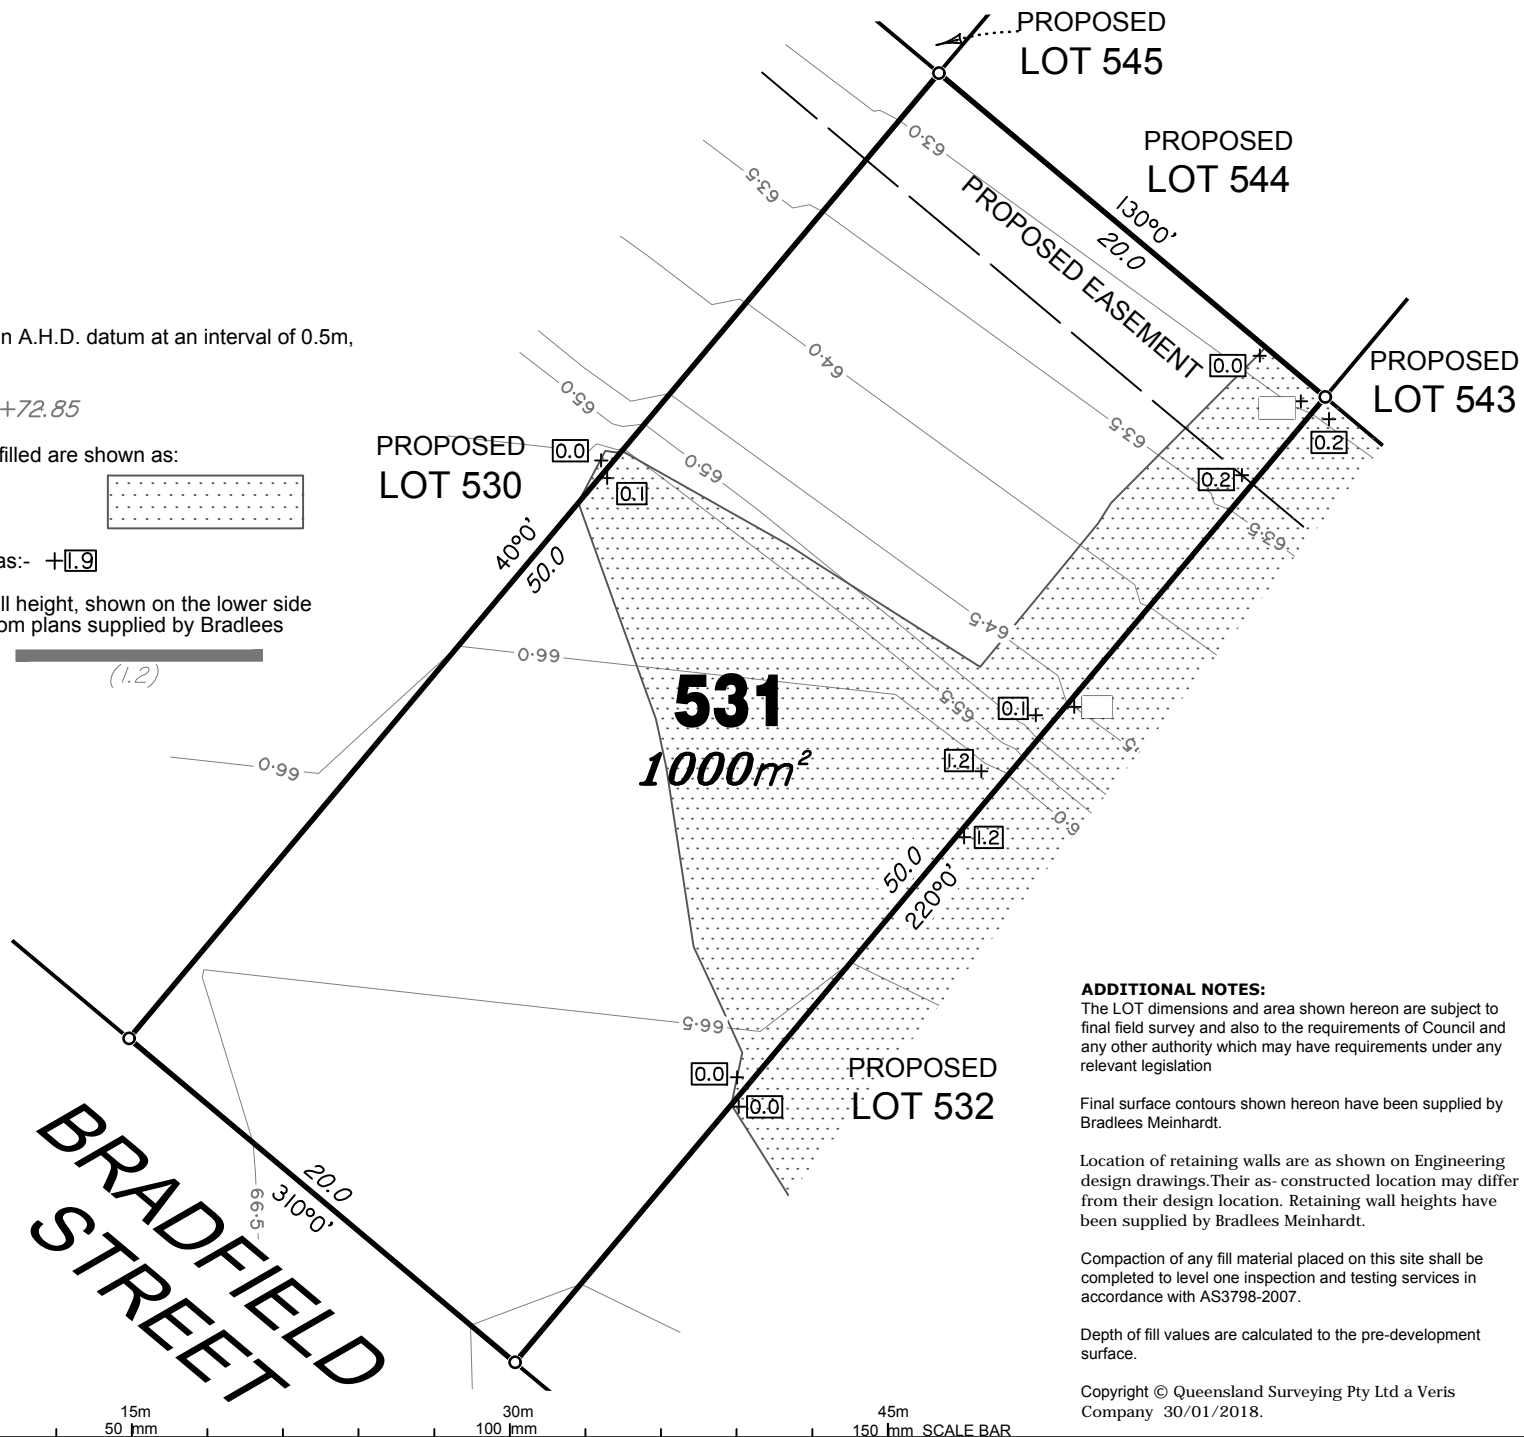 PROPOSED
LOT 545
PROPOSED
LOT 544
130°0'
20.0
63·0
63·5
PROPOSED EASEMENT
n A.H.D. datum at an interval of 0.5m,
64·0
0.0
PROPOSED
LOT 543
+72.85
65·0
63·5
0.2
PROPOSED
LOT 530
filled are shown as:
0.0
65·0
0.1
0.2
40°0'
50.0
63·5
as:- +1.9
ll height, shown on the lower side
om plans supplied by Bradlees
(1.2)
64·5
66·0
531
1000m²
65·5
0.1
·5
66·0
1.2
6·0
1.2
50.0
220°0'
66·5
0.0
0.0
PROPOSED
LOT 532
ADDITIONAL NOTES:
The LOT dimensions and area shown hereon are subject to
final field survey and also to the requirements of Council and
any other authority which may have requirements under any
relevant legislation
Final surface contours shown hereon have been supplied by
Bradlees Meinhardt.
Location of retaining walls are as shown on Engineering
design drawings.Their as- constructed location may differ
from their design location. Retaining wall heights have
been supplied by Bradlees Meinhardt.
Compaction of any fill material placed on this site shall be
completed to level one inspection and testing services in
accordance with AS3798-2007.
Depth of fill values are calculated to the pre-development
surface.
Copyright © Queensland Surveying Pty Ltd a Veris
Company 30/01/2018.
20.0
310°0'
66·5
BRADFIELD
STREET
15m 30m 45m
50 mm 100 mm 150 mm SCALE BAR